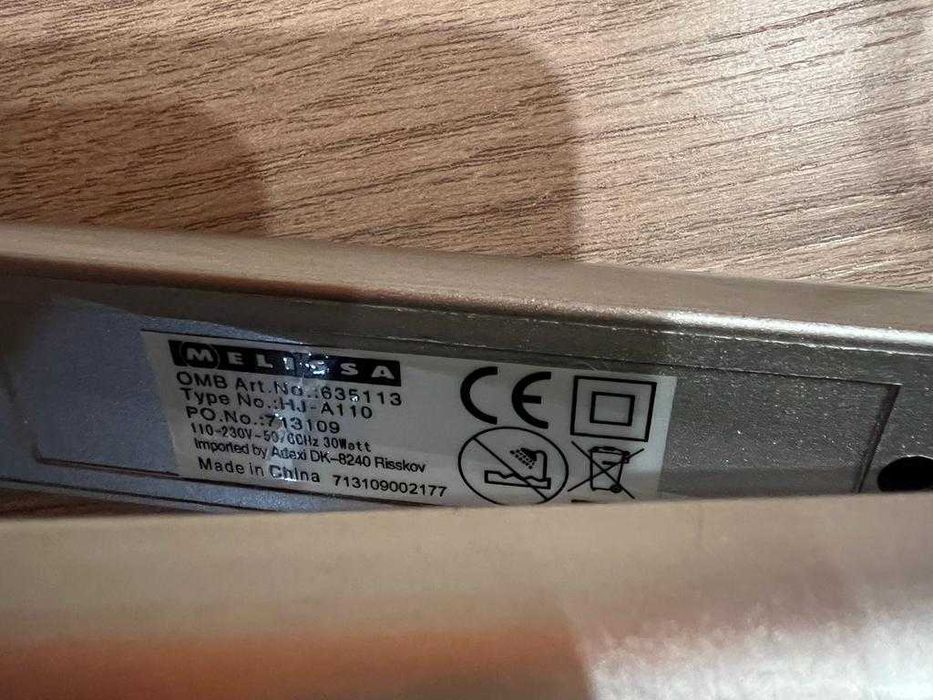 MELISSA
OMB Art.No.:635113
Type No.:HJ-A110
PO.No.:713109
110-230V~50/60Hz 30Watt
Imported by Adexi DK-8240 Risskov
Made in China 713109002177
CE